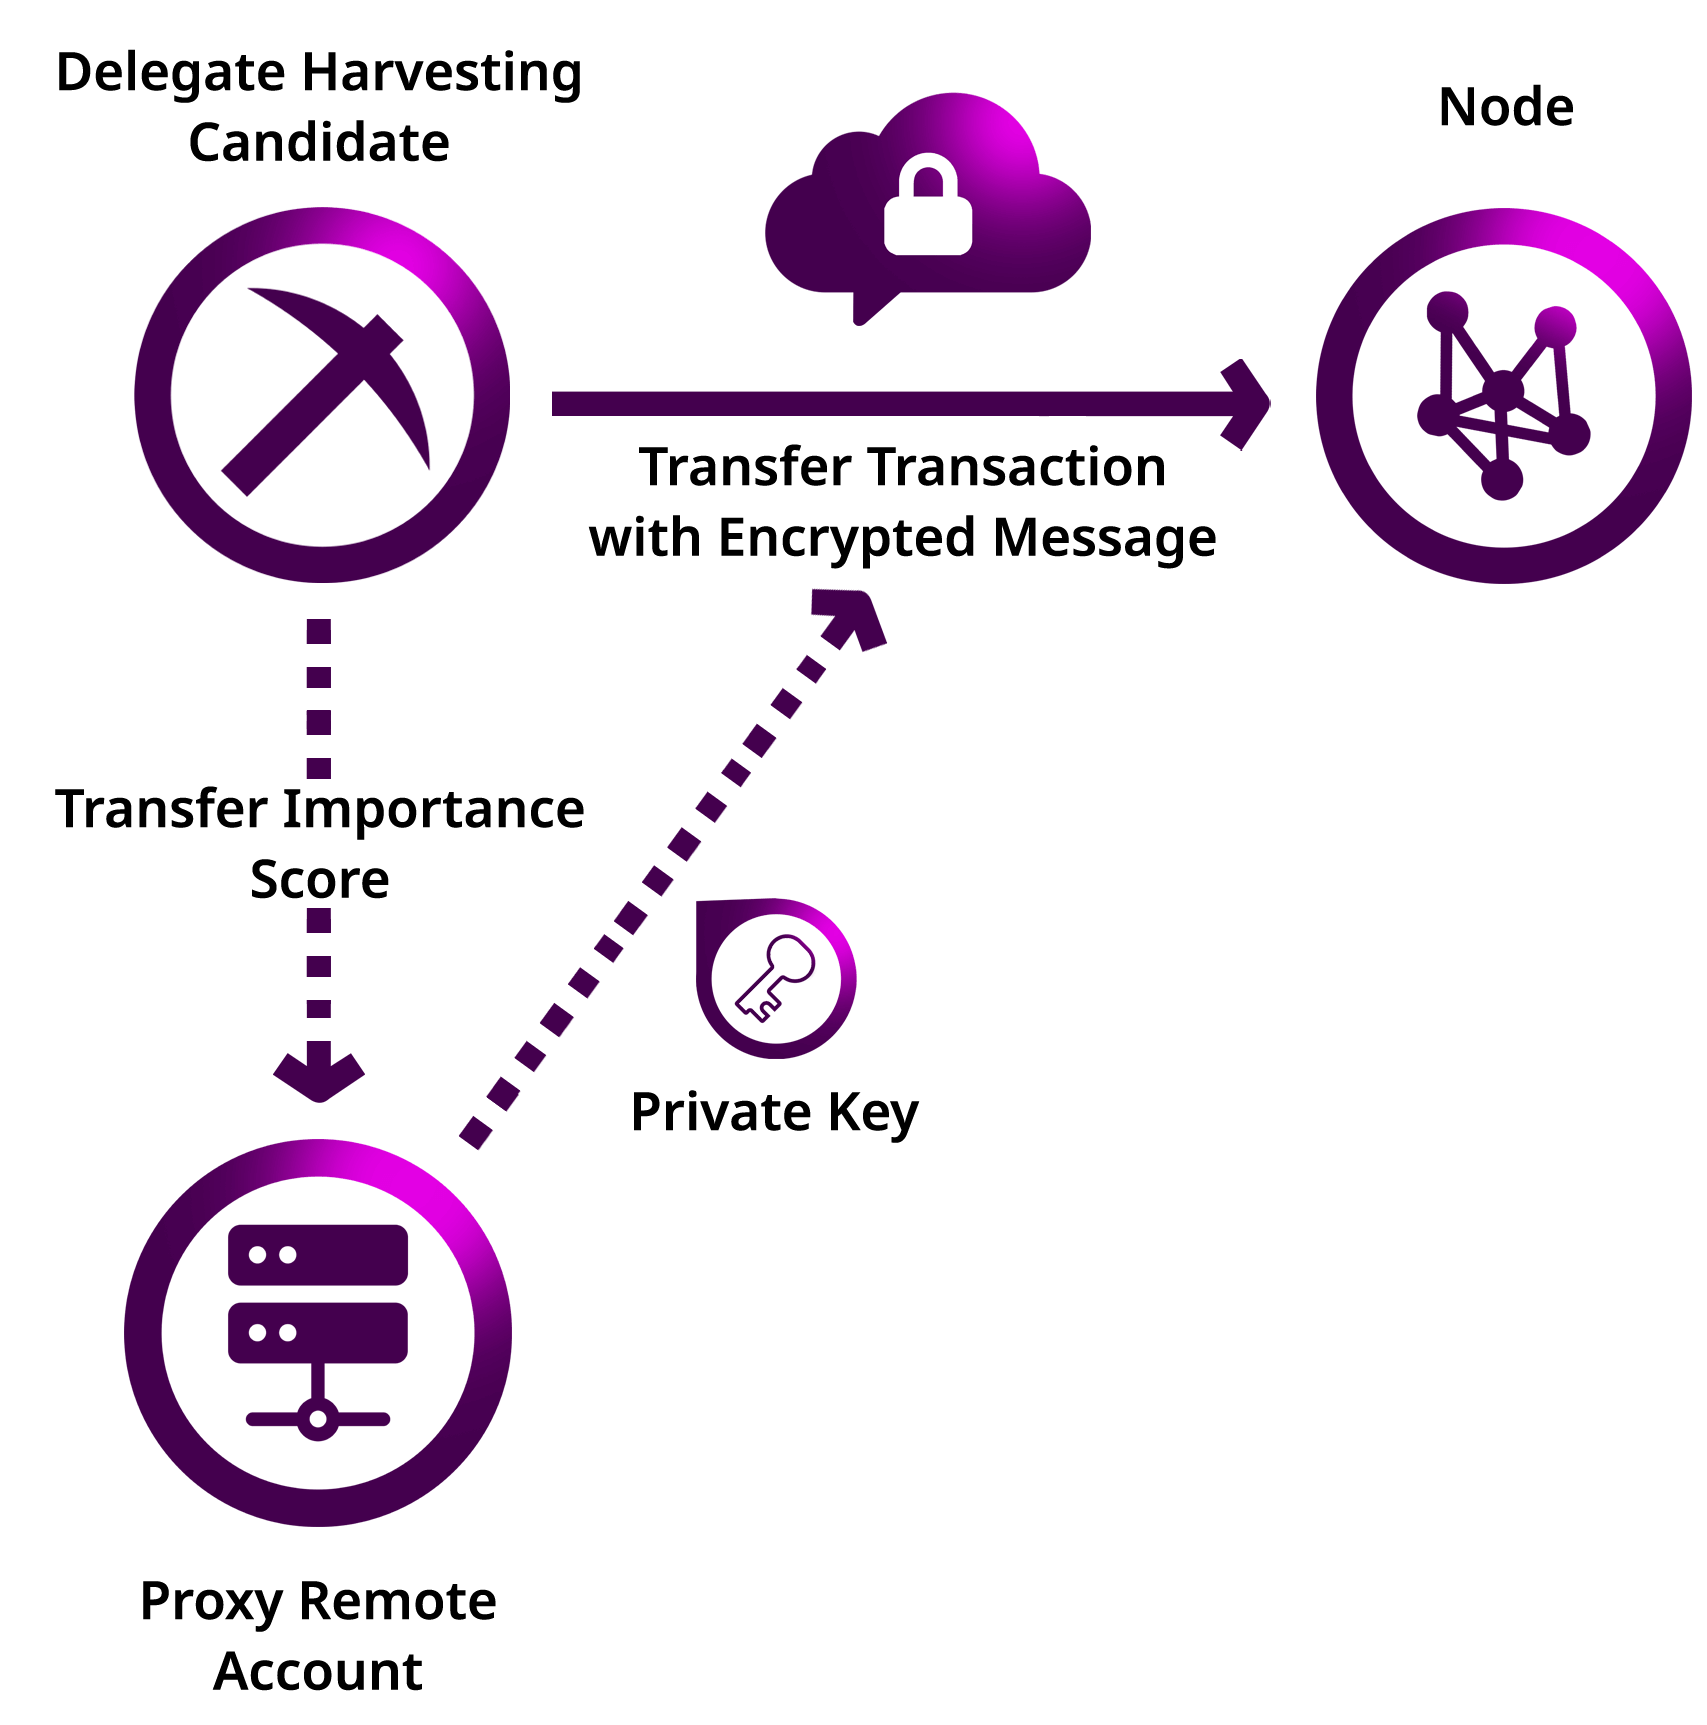 Delegate Harvesting
Candidate
Node
Transfer Transaction
with Encrypted Message
Transfer Importance
Score
Private Key
Proxy Remote
Account